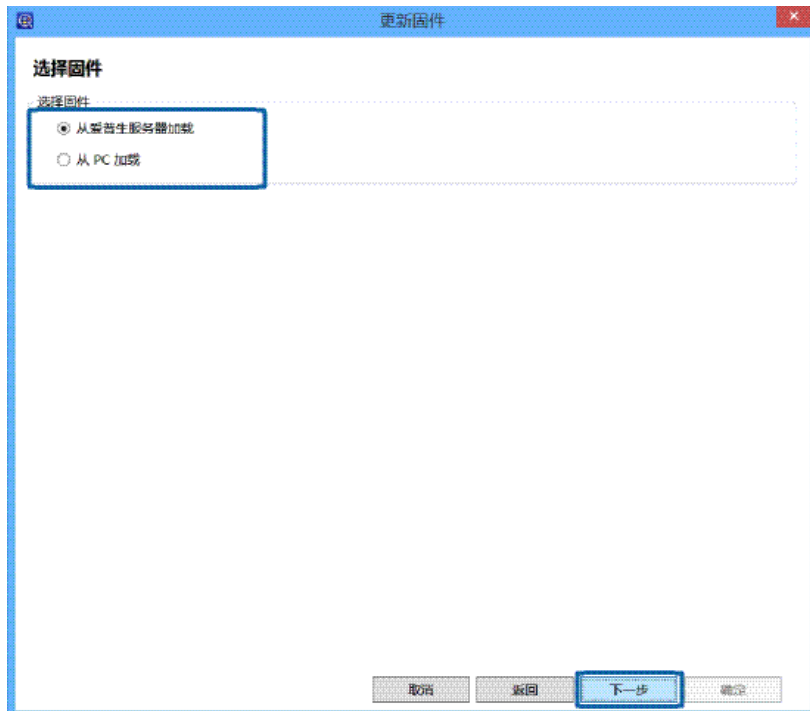 更新固件
选择固件
选择固件
从爱普生服务器加载
从 PC 加载
取消
返回
下一步
确定